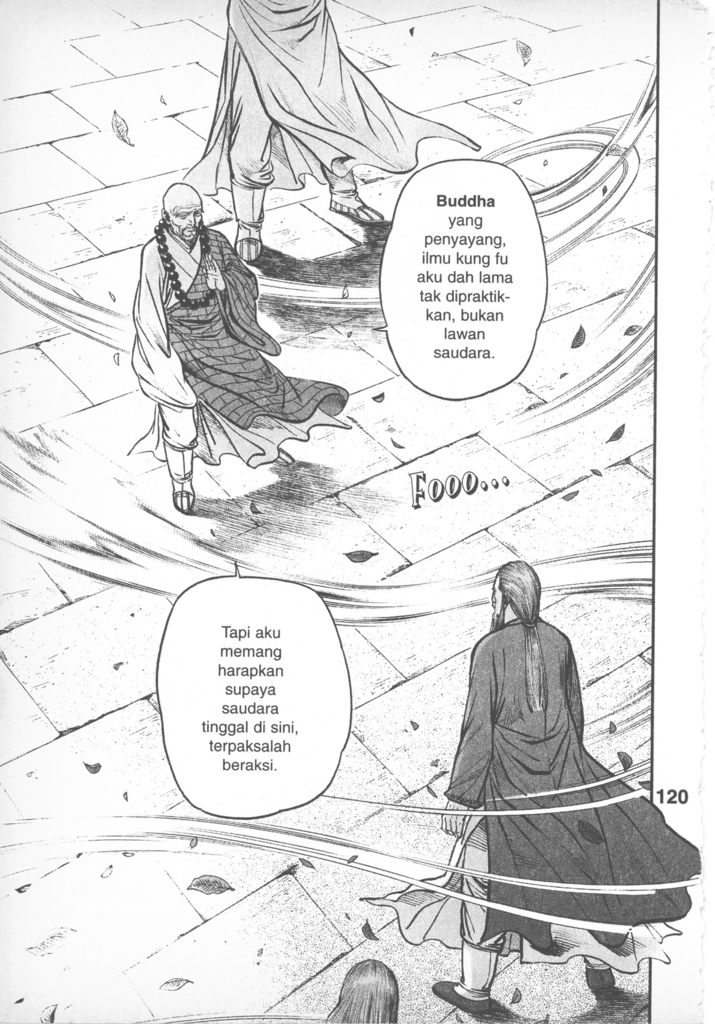 Buddha
yang
penyayang,
ilmu kung fu
aku dah lama
tak dipraktik-
kan, bukan
lawan
saudara.
Fooo...
Tapi aku
memang
harapkan
supaya
saudara
tinggal di sini,
terpaksalah
beraksi.
120